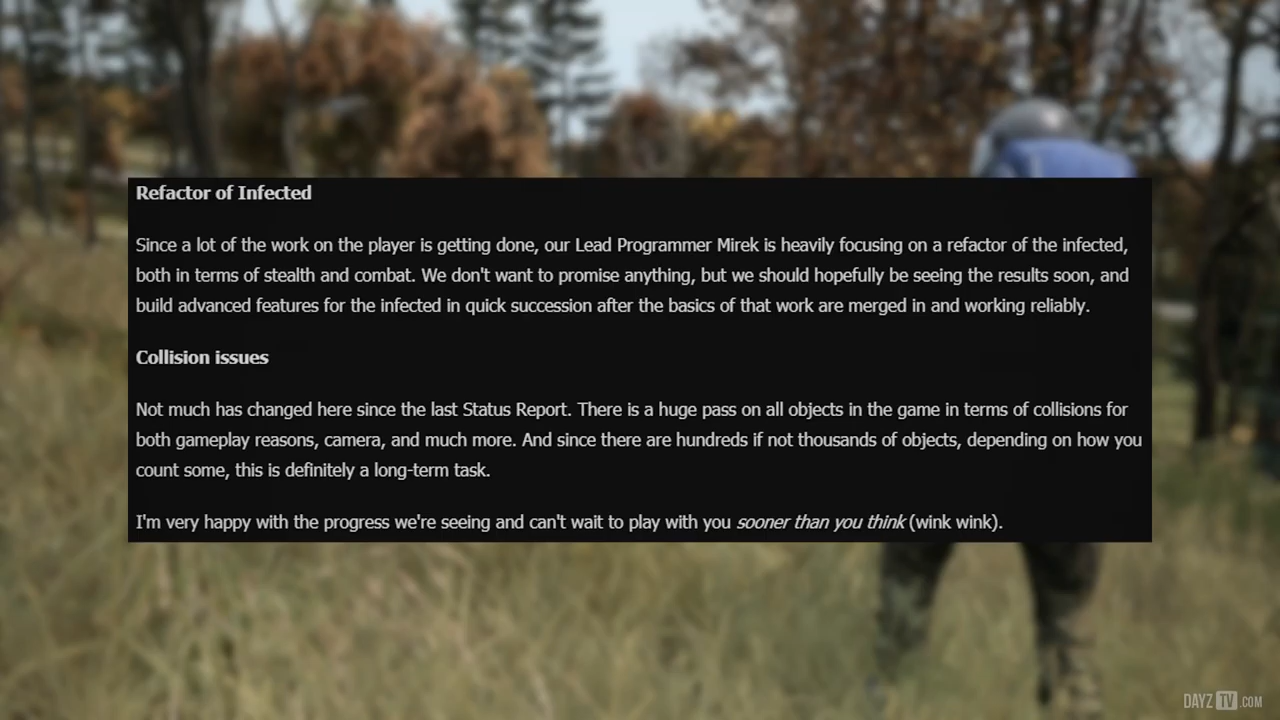 Refactor of Infected
Since a lot of the work on the player is getting done, our Lead Programmer Mirek is heavily focusing on a refactor of the infected,
both in terms of stealth and combat. We don't want to promise anything, but we should hopefully be seeing the results soon, and
build advanced features for the infected in quick succession after the basics of that work are merged in and working reliably.
Collision issues
Not much has changed here since the last Status Report. There is a huge pass on all objects in the game in terms of collisions for
both gameplay reasons, camera, and much more. And since there are hundreds if not thousands of objects, depending on how you
count some, this is definitely a long-term task.
I'm very happy with the progress we're seeing and can't wait to play with you sooner than you think (wink wink).
DAYZ TV .COM